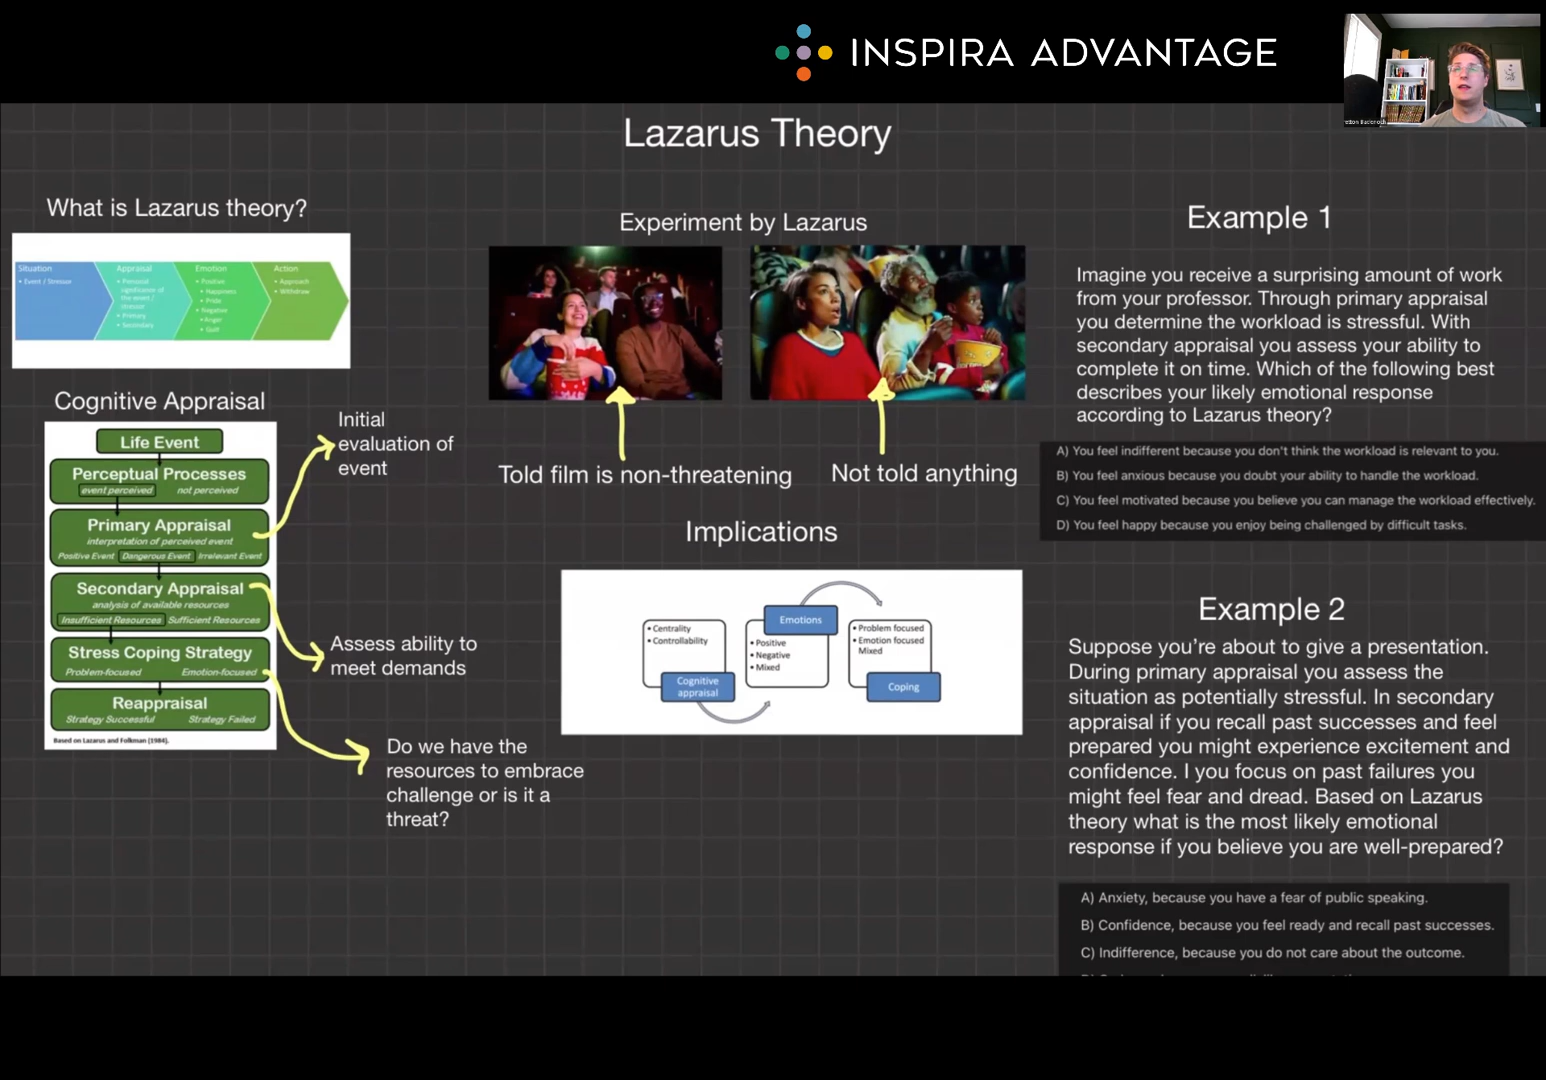 INSPIRA ADVANTAGE
Lazarus Theory
What is Lazarus theory?
Situation
• Event / Stressor
Appraisal
• Personal
significance of
the event /
stressor
• Primary
• Secondary
Emotion
• Positive
• Happiness
• Pride
• Negative
• Anger
• Guilt
Action
• Approach
• Withdraw
Cognitive Appraisal
Life Event
Perceptual Processes
event perceived not perceived
Primary Appraisal
interpretation of perceived event
Positive Event Dangerous Event Irrelevant Event
Secondary Appraisal
analysis of available resources
Insufficient Resources Sufficient Resources
Stress Coping Strategy
Problem-focused Emotion-focused
Reappraisal
Strategy Successful Strategy Failed
Based on Lazarus and Folkman (1984).
Initial
evaluation of
event
Assess ability to
meet demands
Do we have the
resources to embrace
challenge or is it a
threat?
Experiment by Lazarus
Told film is non-threatening
Not told anything
Implications
• Centrality
• Controllability
Cognitive
appraisal
Emotions
• Positive
• Negative
• Mixed
• Problem focused
• Emotion focused
Mixed
Coping
Example 1
Imagine you receive a surprising amount of work
from your professor. Through primary appraisal
you determine the workload is stressful. With
secondary appraisal you assess your ability to
complete it on time. Which of the following best
describes your likely emotional response
according to Lazarus theory?
A) You feel indifferent because you don't think the workload is relevant to you.
B) You feel anxious because you doubt your ability to handle the workload.
C) You feel motivated because you believe you can manage the workload effectively.
D) You feel happy because you enjoy being challenged by difficult tasks.
Example 2
Suppose you're about to give a presentation.
During primary appraisal you assess the
situation as potentially stressful. In secondary
appraisal if you recall past successes and feel
prepared you might experience excitement and
confidence. I you focus on past failures you
might feel fear and dread. Based on Lazarus
theory what is the most likely emotional
response if you believe you are well-prepared?
A) Anxiety, because you have a fear of public speaking.
B) Confidence, because you feel ready and recall past successes.
C) Indifference, because you do not care about the outcome.